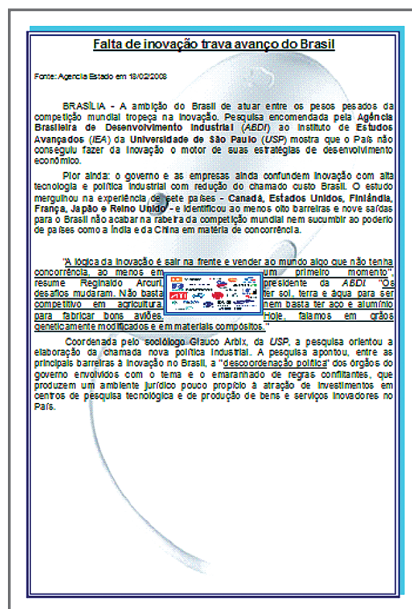 Falta de inovação trava avanço do Brasil
Fonte: Agencia Estado em 18/02/2008
BRASÍLIA - A ambição do Brasil de atuar entre os pesos pesados da
competição mundial tropeça na inovação. Pesquisa encomendada pela Agência
Brasileira de Desenvolvimento Industrial (ABDI) ao Instituto de Estudos
Avançados (IEA) da Universidade de São Paulo (USP) mostra que o País não
conseguiu fazer da inovação o motor de suas estratégias de desenvolvimento
econômico.
Pior ainda: o governo e as empresas ainda confundem inovação com alta
tecnologia e política industrial com redução do chamado custo Brasil. O estudo
mergulhou na experiência de sete países - Canadá, Estados Unidos, Finlândia,
França, Japão e Reino Unido - e identificou ao menos oito barreiras e nove saídas
para o Brasil não acabar na rabeira da competição mundial nem sucumbir ao poderio
de países como a Índia e da China em matéria de concorrência.
"A lógica da inovação é sair na frente e vender ao mundo algo que não tenha
concorrência, ao menos em um primeiro momento",
resume Reginaldo Arcuri, presidente da ABDI "Os
desafios mudaram. Não basta ter sol, terra e água para ser
competitivo em agricultura, nem basta ter aço e alumínio
para fabricar bons aviões. Hoje, falamos em grãos
geneticamente modificados e em materiais compósitos."
Coordenada pelo sociólogo Glauco Arbix, da USP, a pesquisa orientou a
elaboração da chamada nova política industrial. A pesquisa apontou, entre as
principais barreiras à inovação no Brasil, a "descoordenação política" dos órgãos do
governo envolvidos com o tema e o emaranhado de regras conflitantes, que
produzem um ambiente jurídico pouco propício à atração de investimentos em
centros de pesquisa tecnológica e de produção de bens e serviços inovadores no
País.